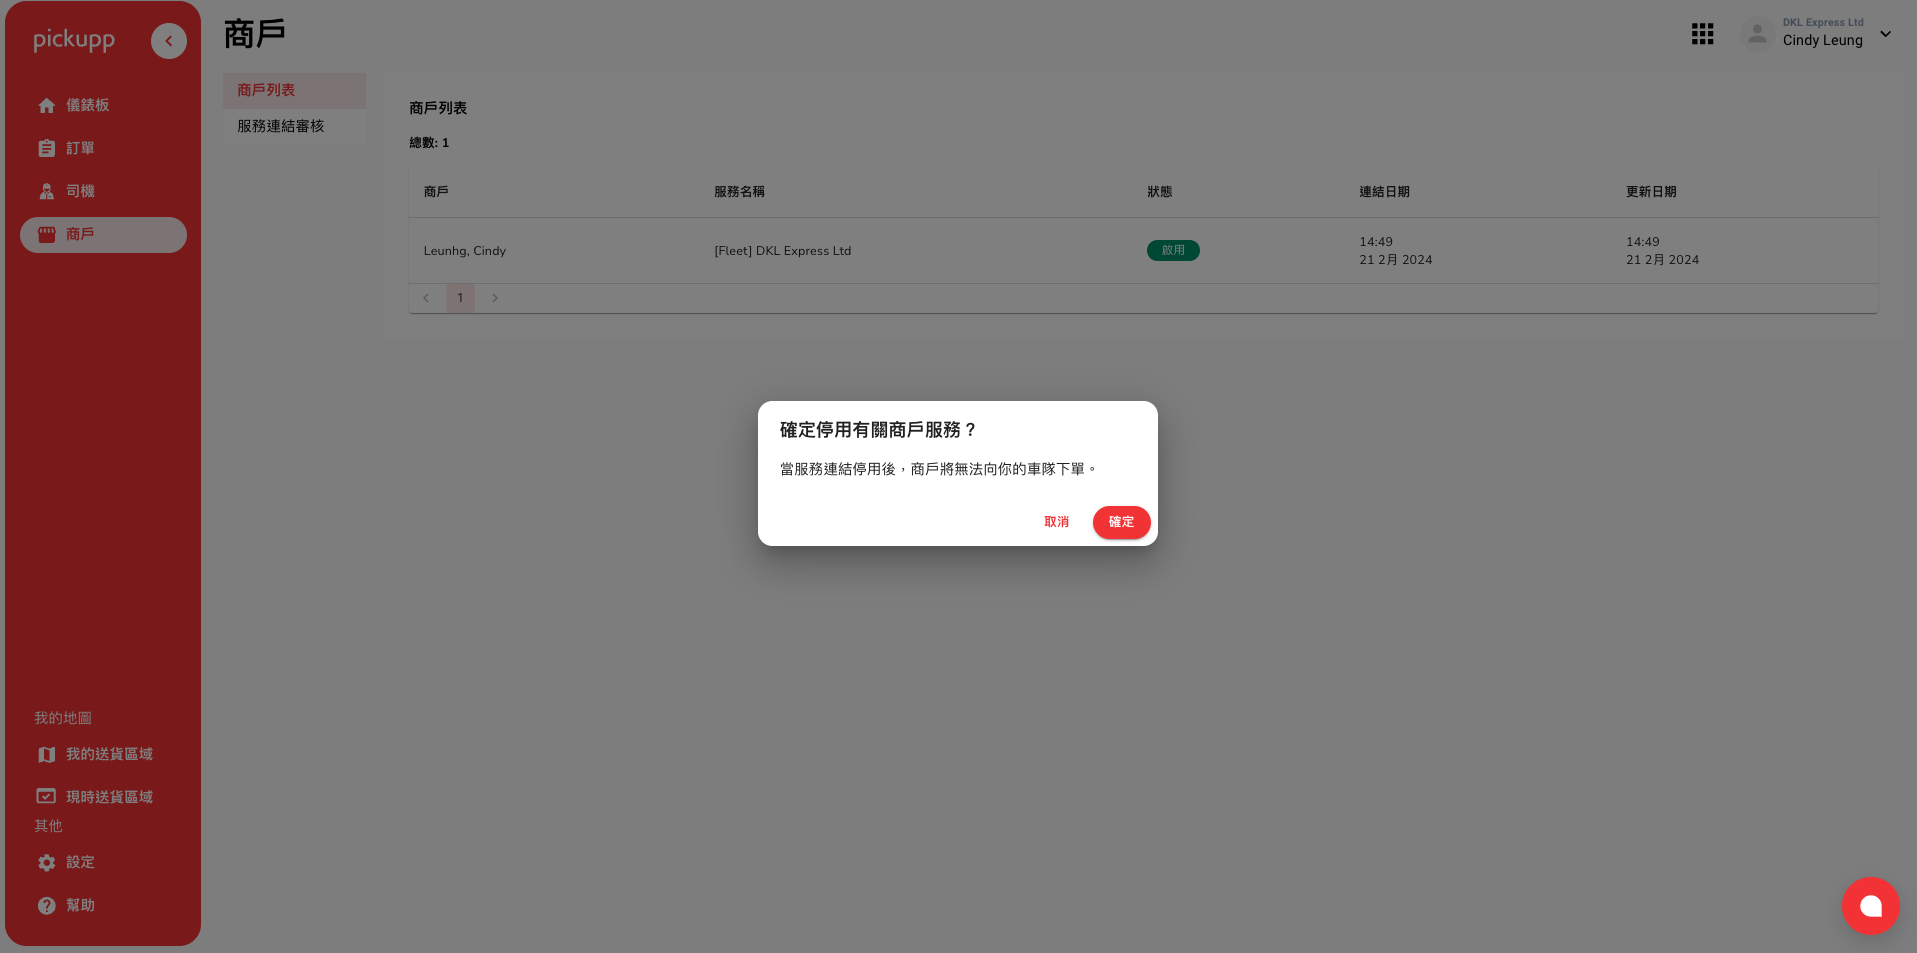 pickupp
儀錶板
訂單
司機
商戶
我的地圖
我的送貨區域
現時送貨區域
其他
設定
幫助
商戶
DKL Express Ltd
Cindy Leung
商戶列表
服務連結審核
商戶列表
總數: 1
商戶 服務名稱 狀態 連結日期 更新日期
Leunhg, Cindy [Fleet] DKL Express Ltd 啟用 14:49 14:49
21 2月 2024 21 2月 2024
1
確定停用有關商戶服務？
當服務連結停用後，商戶將無法向你的車隊下單。
取消 確定